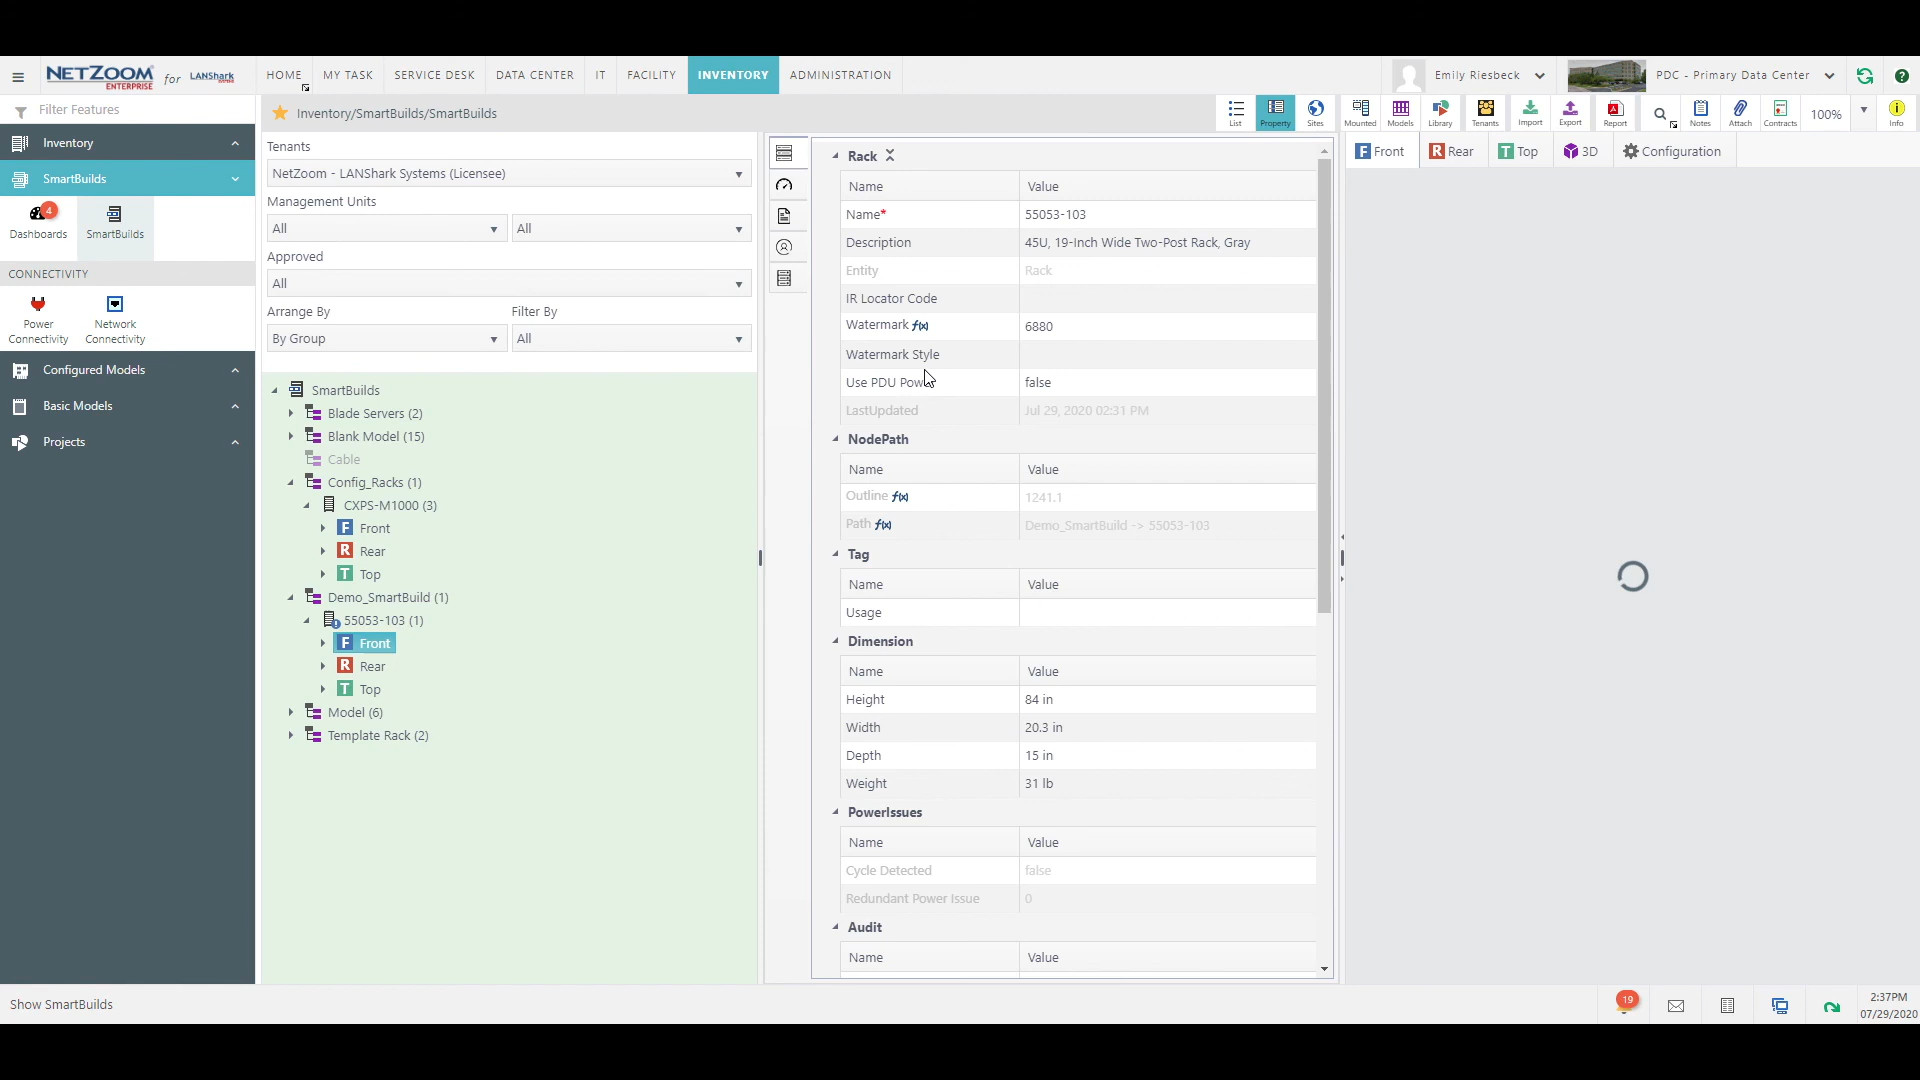 NETZOOM ENTERPRISE for LANShark
HOME MY TASK SERVICE DESK DATA CENTER IT FACILITY INVENTORY ADMINISTRATION
Emily Riesbeck PDC - Primary Data Center
Filter Features
Inventory/SmartBuilds/SmartBuilds
List Property Sites Mounted Models Library Tenants Import Export Report Notes Attach Contracts 100% Info
Inventory
SmartBuilds
4
Dashboards SmartBuilds
CONNECTIVITY
Power Connectivity
Network Connectivity
Configured Models
Basic Models
Projects
Tenants
NetZoom - LANShark Systems (Licensee)
Management Units
All All
Approved
All
Arrange By Filter By
By Group All
SmartBuilds
Blade Servers (2)
Blank Model (15)
Cable
Config_Racks (1)
CXPS-M1000 (3)
F Front
R Rear
T Top
Demo_SmartBuild (1)
55053-103 (1)
F Front
R Rear
T Top
Model (6)
Template Rack (2)
Rack
Name Value
Name* 55053-103
Description 45U, 19-Inch Wide Two-Post Rack, Gray
Entity Rack
IR Locator Code
Watermark f(x) 6880
Watermark Style
Use PDU Pow false
LastUpdated Jul 29, 2020 02:31 PM
NodePath
Name Value
Outline f(x) 1241.1
Path f(x) Demo_SmartBuild -> 55053-103
Tag
Name Value
Usage
Dimension
Name Value
Height 84 in
Width 20.3 in
Depth 15 in
Weight 31 lb
PowerIssues
Name Value
Cycle Detected false
Redundant Power Issue 0
Audit
Name Value
F Front R Rear T Top 3D Configuration
Show SmartBuilds
19
2:37PM
07/29/2020